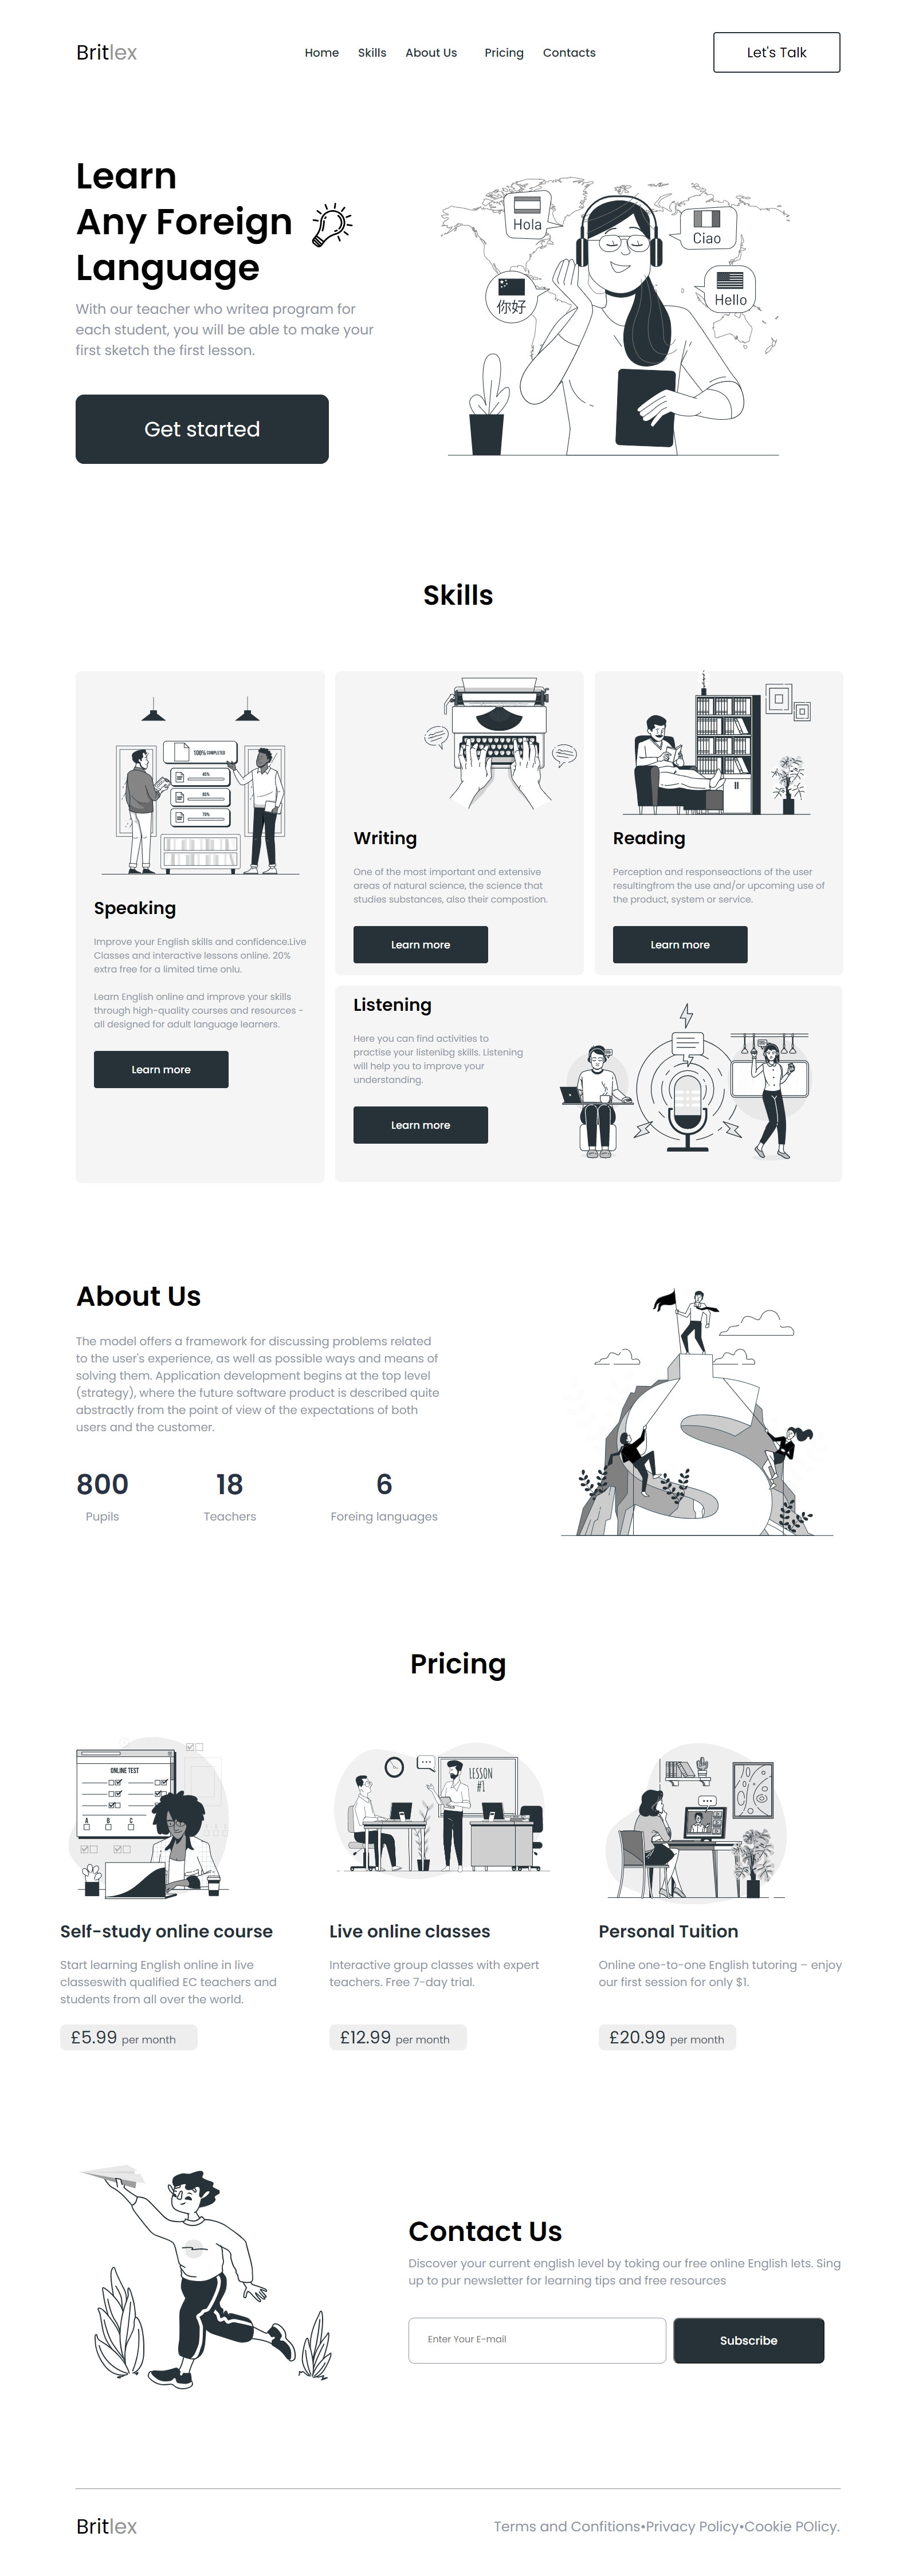 Britlex
Home Skills About Us Pricing Contacts
Let's Talk
Learn
Any Foreign
Language
With our teacher who writea program for
each student, you will be able to make your
first sketch the first lesson.
Get started
Hola
Ciao
你好
Hello
Skills
100% COMPLETED
45%
60%
75%
Speaking
Improve your English skills and confidence.Live
Classes and interactive lessons online. 20%
extra free for a limited time onlu.
Learn English online and improve your skills
through high-quality courses and resources -
all designed for adult language learners.
Learn more
Writing
One of the most important and extensive
areas of natural science, the science that
studies substances, also their compostion.
Learn more
Reading
Perception and responseactions of the user
resultingfrom the use and/or upcoming use of
the product, system or service.
Learn more
Listening
Here you can find activities to
practise your listenibg skills. Listening
will help you to improve your
understanding.
Learn more
About Us
The model offers a framework for discussing problems related
to the user's experience, as well as possible ways and means of
solving them. Application development begins at the top level
(strategy), where the future software product is described quite
abstractly from the point of view of the expectations of both
users and the customer.
800
Pupils
18
Teachers
6
Foreing languages
Pricing
ONLINE TEST
A B C
LESSON
#1
Self-study online course
Start learning English online in live
classeswith qualified EC teachers and
students from all over the world.
£5.99 per month
Live online classes
Interactive group classes with expert
teachers. Free 7-day trial.
£12.99 per month
Personal Tuition
Online one-to-one English tutoring – enjoy
our first session for only $1.
£20.99 per month
Contact Us
Discover your current english level by toking our free online English lets. Sing
up to pur newsletter for learning tips and free resources
Enter Your E-mail
Subscribe
Britlex
Terms and Confitions•Privacy Policy•Cookie POlicy.